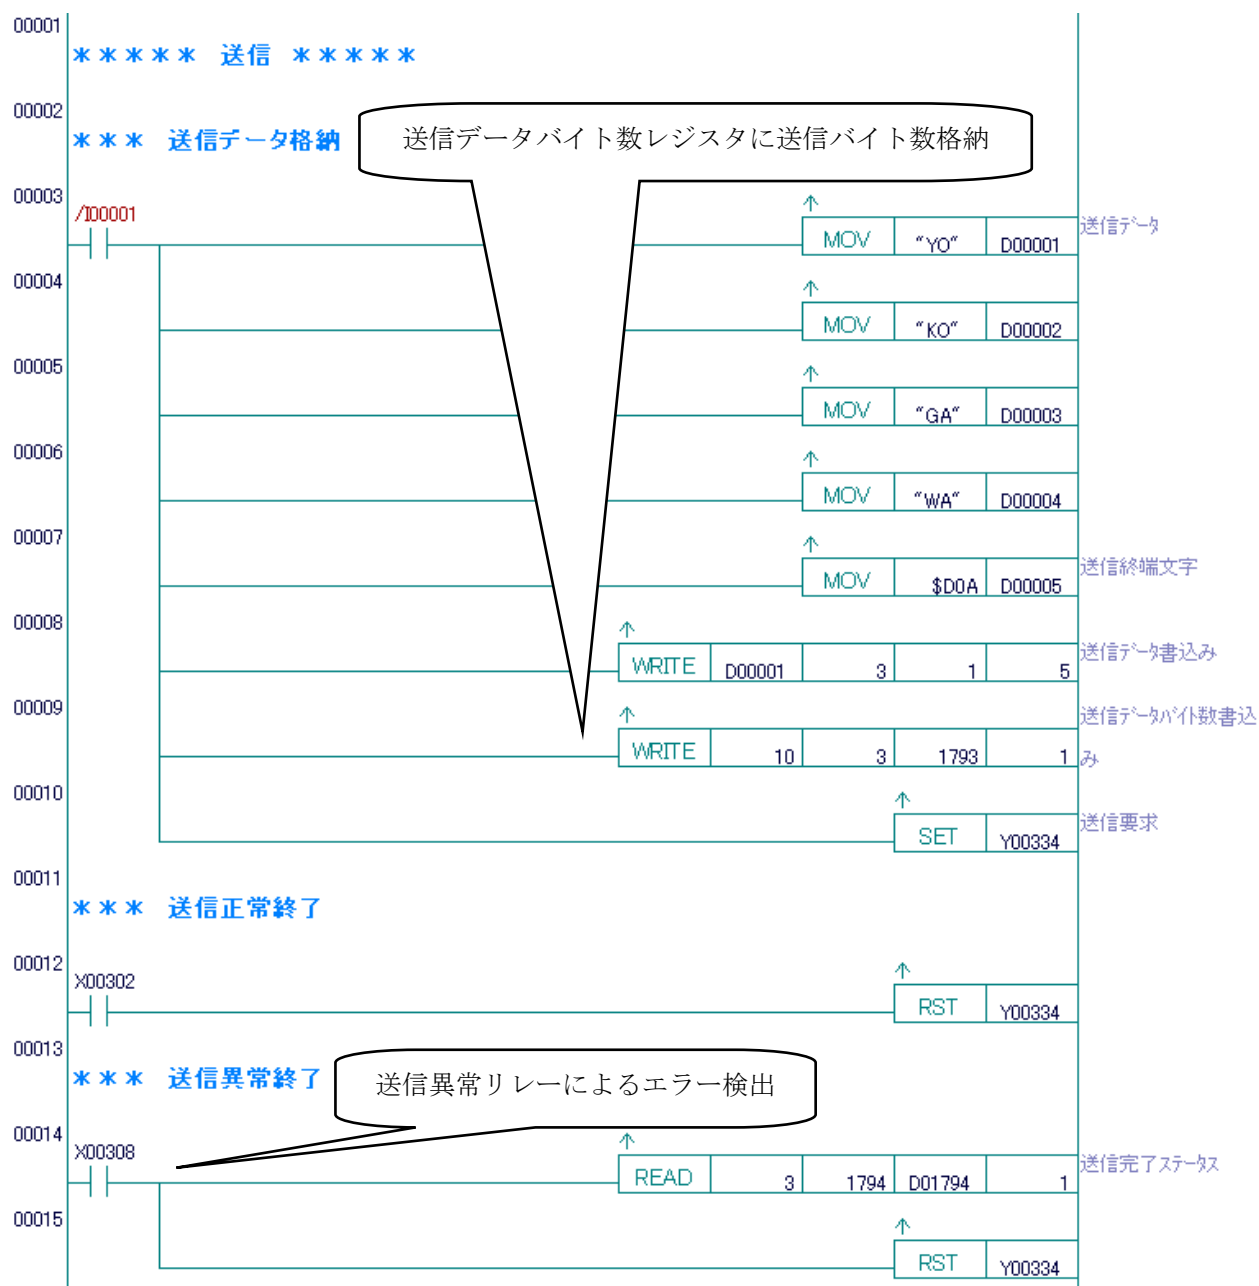 00001
***** 送信 *****
00002
*** 送信データ格納
送信データバイト数レジスタに送信バイト数格納
00003
/I00001
↑
MOV "YO" D00001
送信データ
00004
↑
MOV "KO" D00002
00005
↑
MOV "GA" D00003
00006
↑
MOV "WA" D00004
00007
↑
MOV $D0A D00005
送信終端文字
00008
↑
WRITE D00001 3 1 5
送信データ書込み
00009
↑
WRITE 10 3 1793 1
送信データバイト数書込
み
00010
↑
SET Y00334
送信要求
00011
*** 送信正常終了
00012
X00302
↑
RST Y00334
00013
*** 送信異常終了
送信異常リレーによるエラー検出
00014
X00308
↑
READ 3 1794 D01794 1
送信完了ステータス
00015
↑
RST Y00334